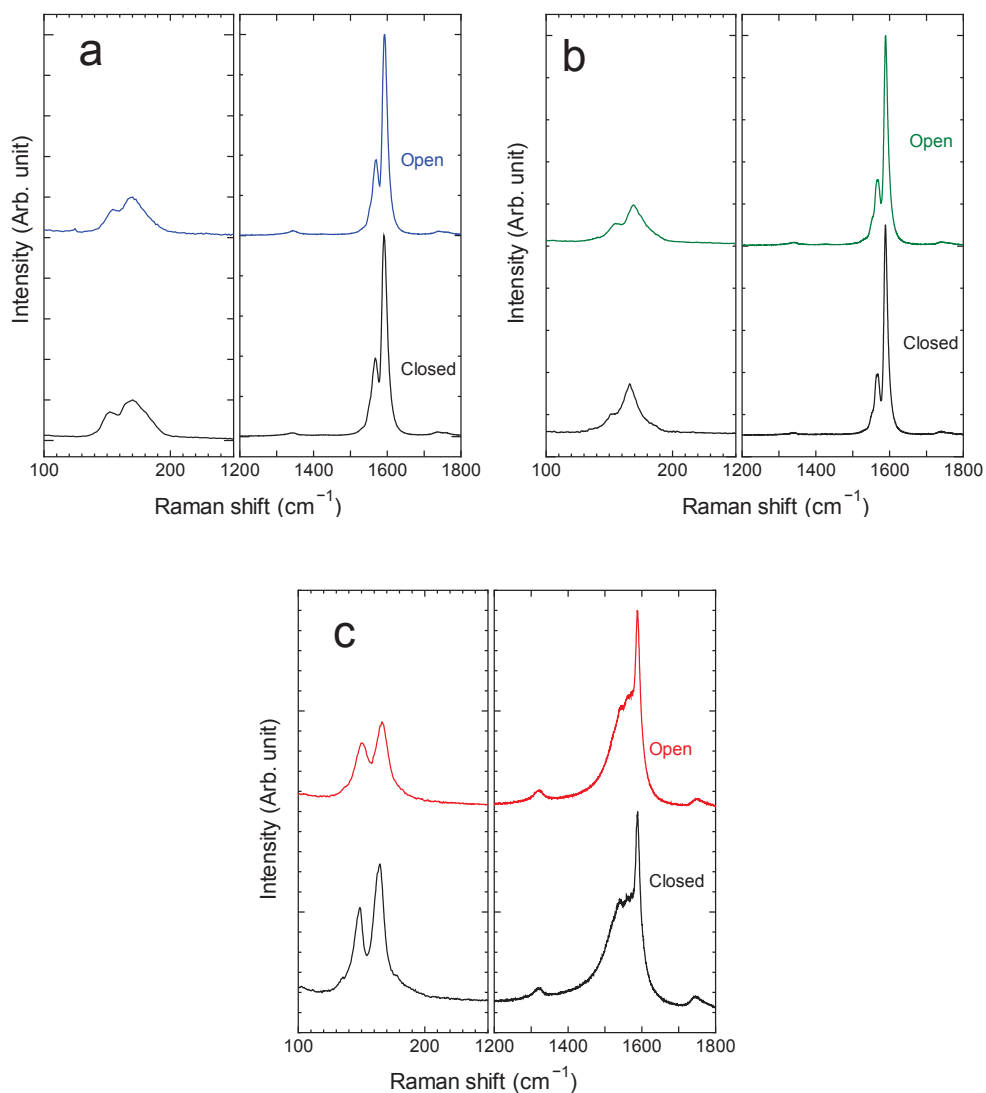 a
b
Intensity (Arb. unit)
Open
Closed
100 200 1200 1400 1600 1800
Raman shift (cm⁻¹)
Intensity (Arb. unit)
Open
Closed
100 200 1200 1400 1600 1800
Raman shift (cm⁻¹)
c
Intensity (Arb. unit)
Open
Closed
100 200 1200 1400 1600 1800
Raman shift (cm⁻¹)